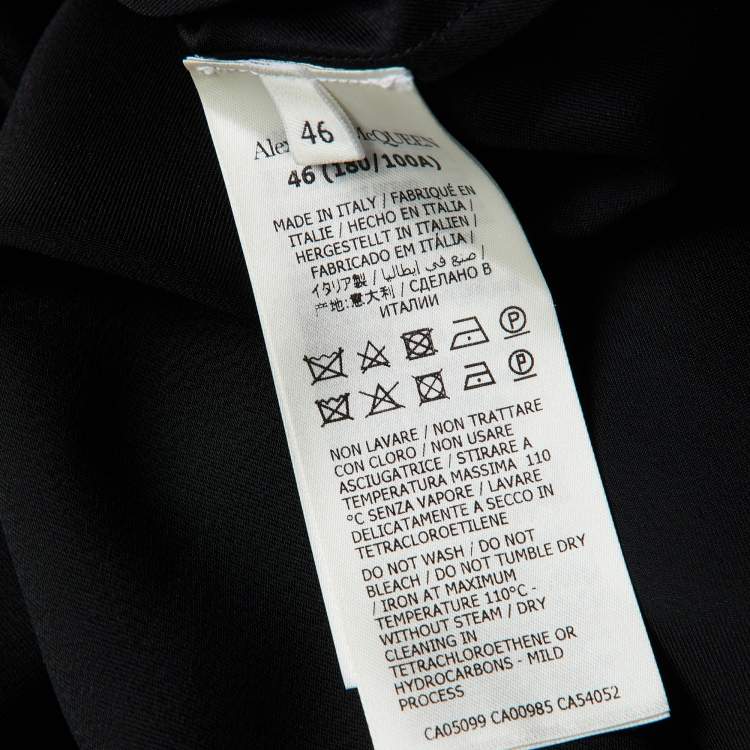 46
Alex McQUEEN
46 (180/100A)
MADE IN ITALY / FABRIQUÉ EN
ITALIE / HECHO EN ITALIA /
HERGESTELLT IN ITALIEN /
FABRICADO EM ITÁLIA /
イタリア製 / صنع في إيطاليا /
产地:意大利 / СДЕЛАНО В
ИТАЛИИ
P
P
NON LAVARE / NON TRATTARE
CON CLORO / NON USARE
ASCIUGATRICE / STIRARE A
TEMPERATURA MASSIMA 110
°C SENZA VAPORE / LAVARE
DELICATAMENTE A SECCO IN
TETRACLOROETILENE
DO NOT WASH / DO NOT
BLEACH / DO NOT TUMBLE DRY
/ IRON AT MAXIMUM
TEMPERATURE 110°C -
WITHOUT STEAM / DRY
CLEANING IN
TETRACHLOROETHENE OR
HYDROCARBONS - MILD
PROCESS
CA05099 CA00985 CA54052